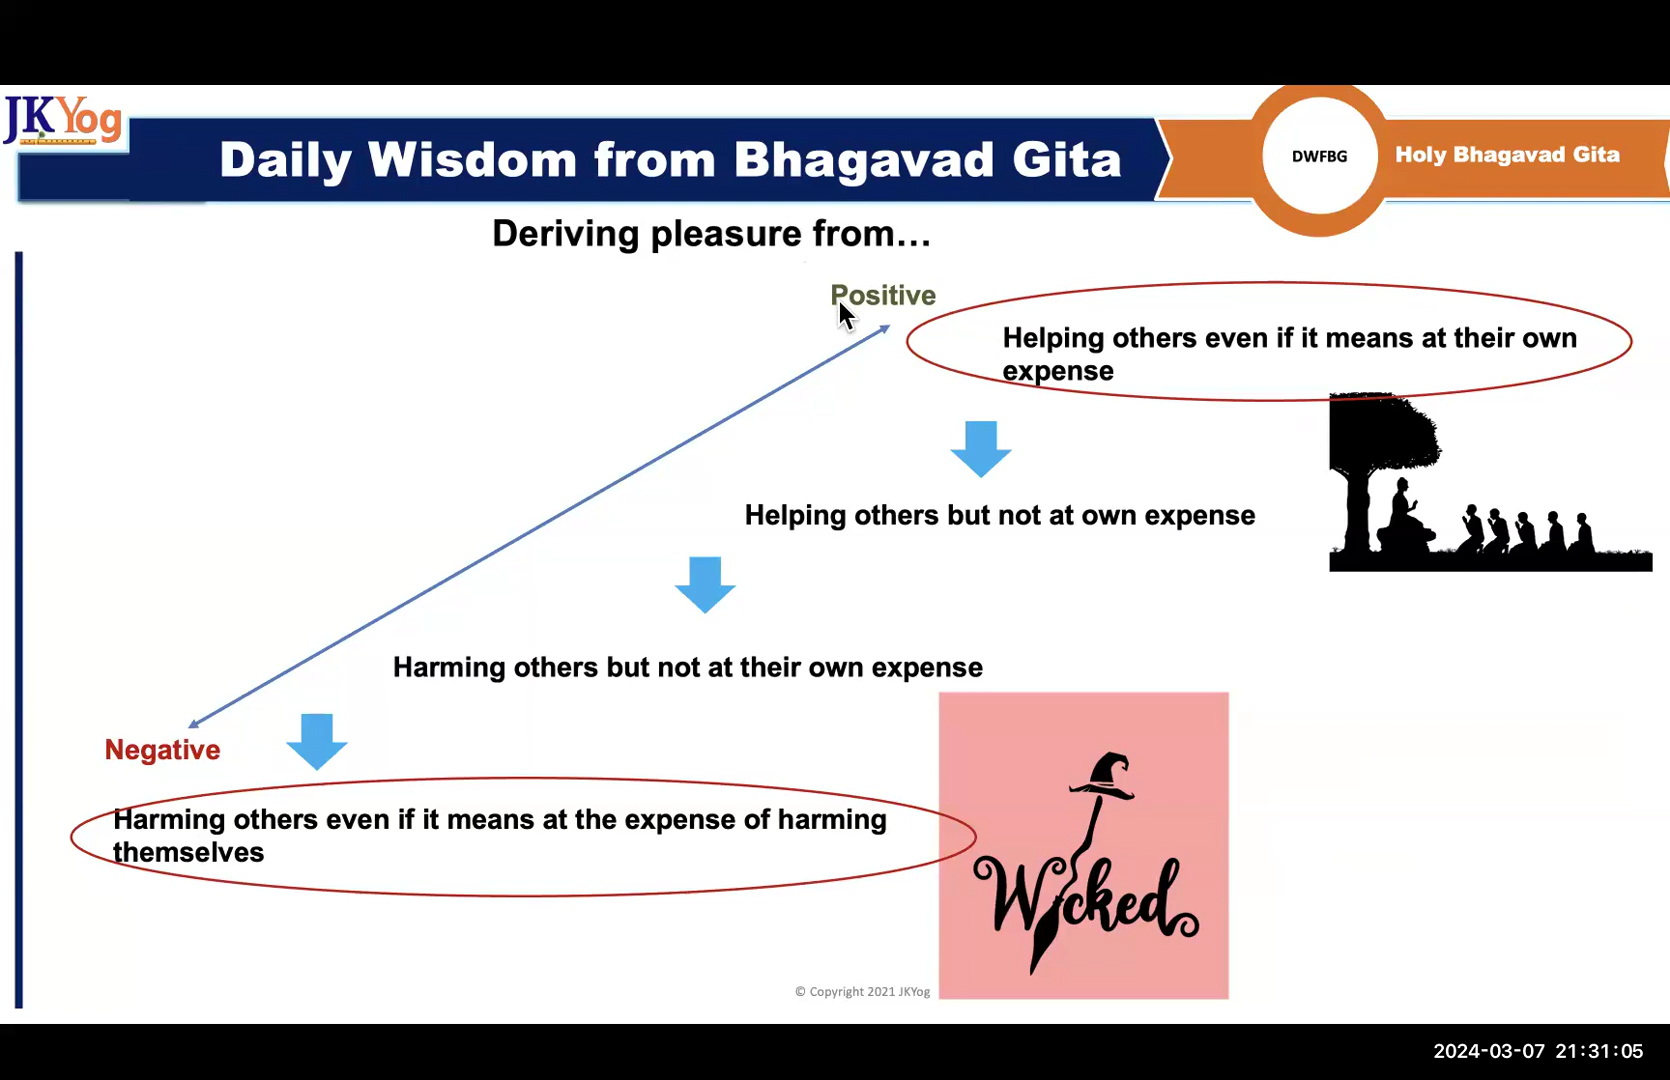 JKYog
Daily Wisdom from Bhagavad Gita
DWFBG
Holy Bhagavad Gita
Deriving pleasure from...
Positive
Helping others even if it means at their own
expense
Helping others but not at own expense
Harming others but not at their own expense
Negative
Harming others even if it means at the expense of harming
themselves
Wicked
© Copyright 2021 JKYog
2024-03-07 21:31:05